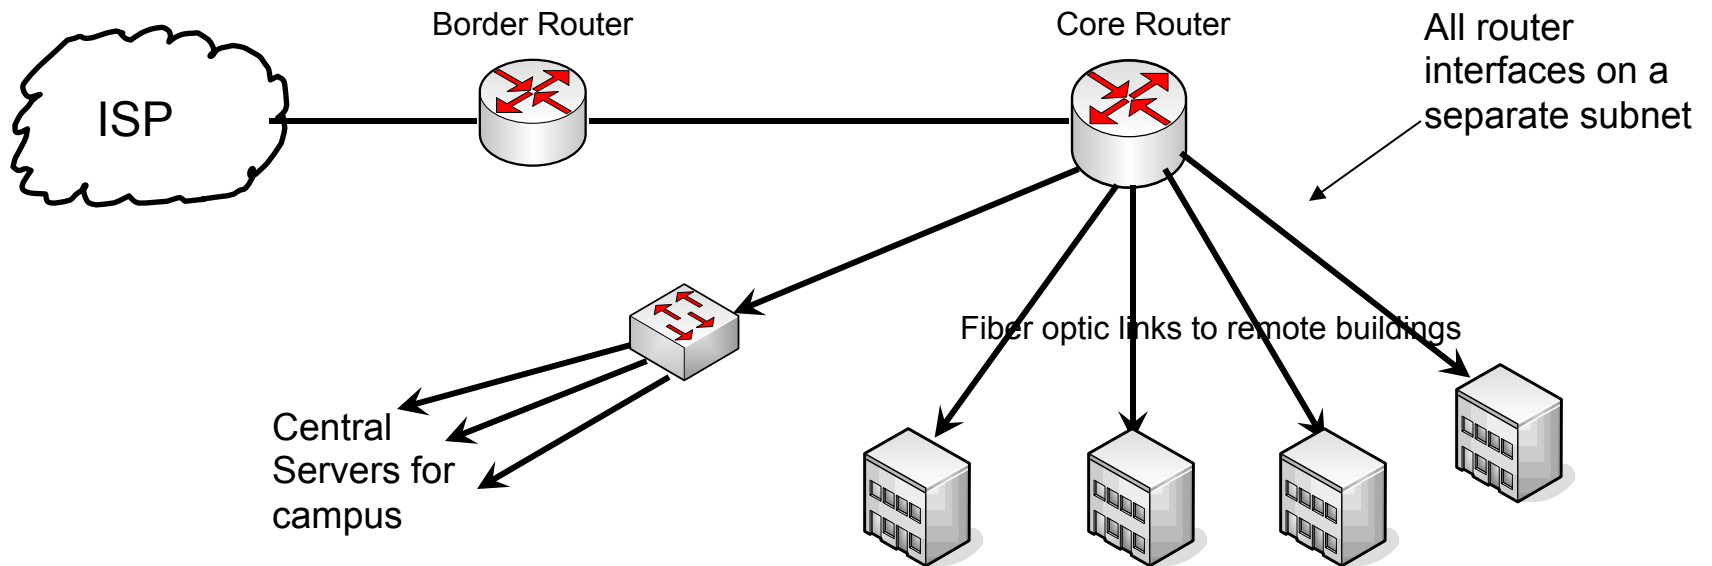 Border Router
Core Router
All router
interfaces on a
separate subnet
ISP
Fiber optic links to remote buildings
Central
Servers for
campus